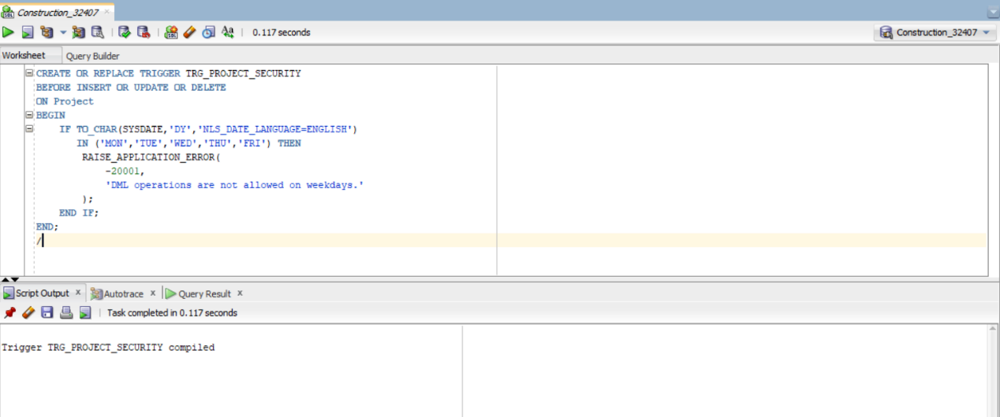 Construction_32407
0.117 seconds
Construction_32407
Worksheet
Query Builder
CREATE OR REPLACE TRIGGER TRG_PROJECT_SECURITY
BEFORE INSERT OR UPDATE OR DELETE
ON Project
BEGIN
    IF TO_CHAR(SYSDATE,'DY','NLS_DATE_LANGUAGE=ENGLISH')
       IN ('MON','TUE','WED','THU','FRI') THEN
        RAISE_APPLICATION_ERROR(
            -20001,
            'DML operations are not allowed on weekdays.'
        );
    END IF;
END;
/
Script Output x
Autotrace x
Query Result x
Task completed in 0.117 seconds
Trigger TRG_PROJECT_SECURITY compiled